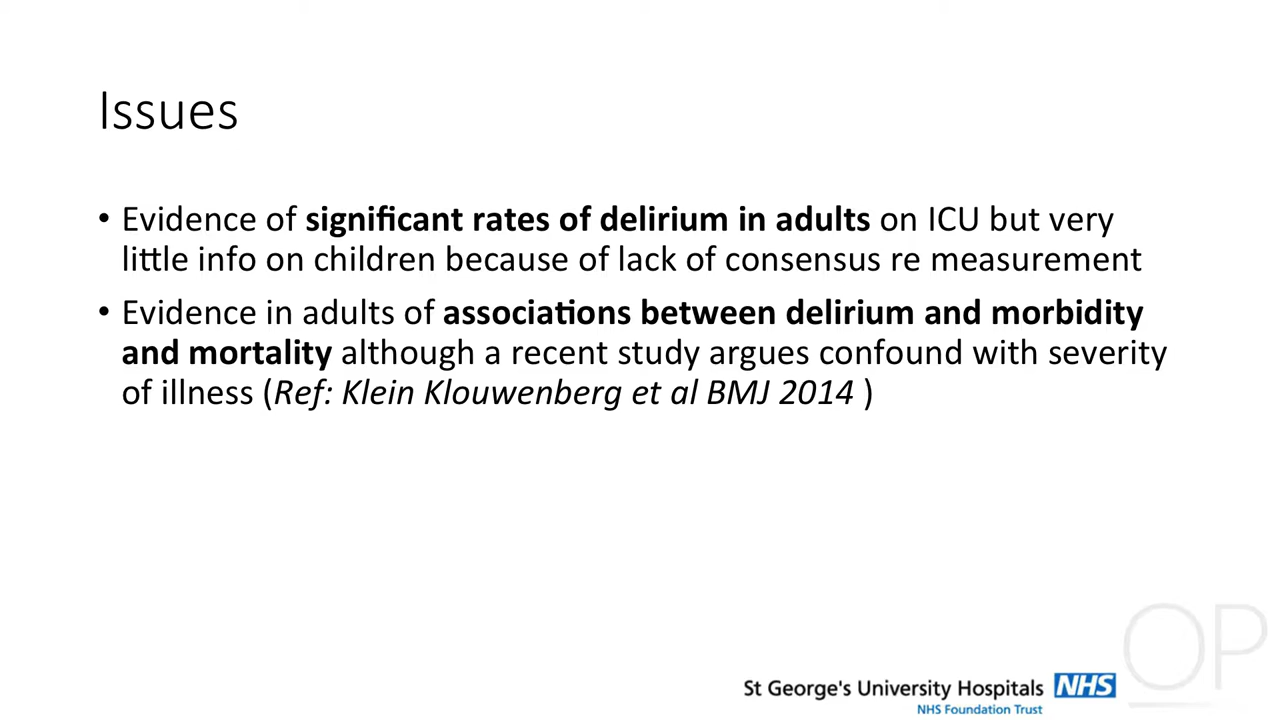 Issues
• Evidence of significant rates of delirium in adults on ICU but very
little info on children because of lack of consensus re measurement
• Evidence in adults of associations between delirium and morbidity
and mortality although a recent study argues confound with severity
of illness (Ref: Klein Klouwenberg et al BMJ 2014 )
OP
St George's University Hospitals NHS
NHS Foundation Trust